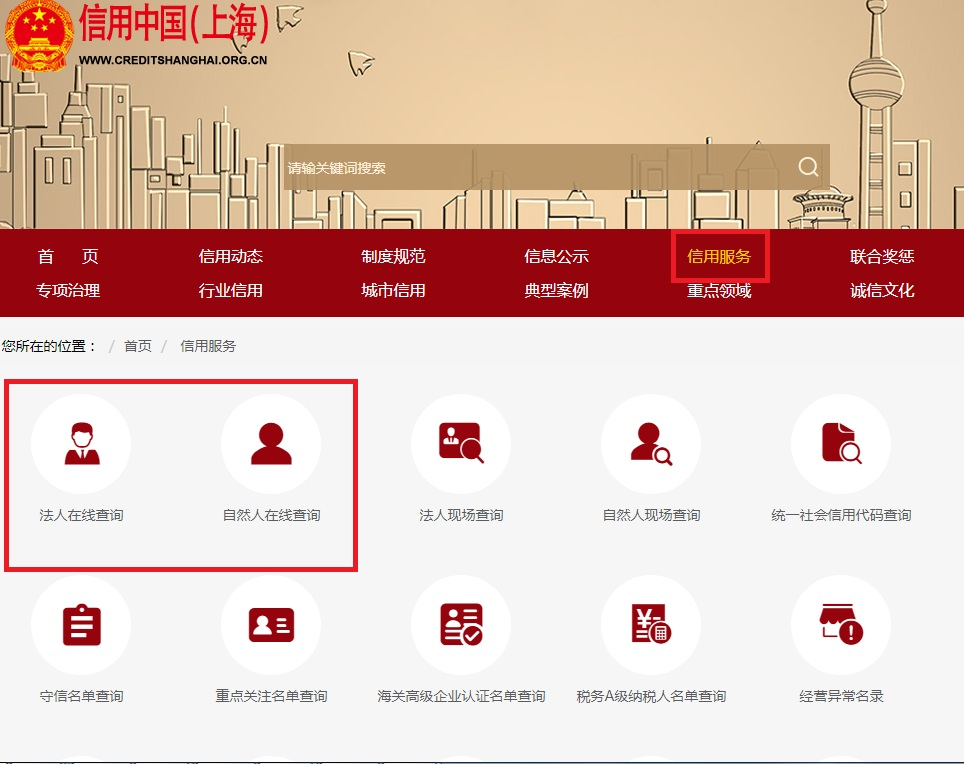 信用中国(上海)
WWW.CREDITSHANGHAI.ORG.CN
请输关键词搜索
首 页 信用动态 制度规范 信息公示 信用服务 联合奖惩
专项治理 行业信用 城市信用 典型案例 重点领域 诚信文化
您所在的位置： / 首页 / 信用服务
法人在线查询 自然人在线查询 法人现场查询 自然人现场查询 统一社会信用代码查询
守信名单查询 重点关注名单查询 海关高级企业认证名单查询 税务A级纳税人名单查询 经营异常名录